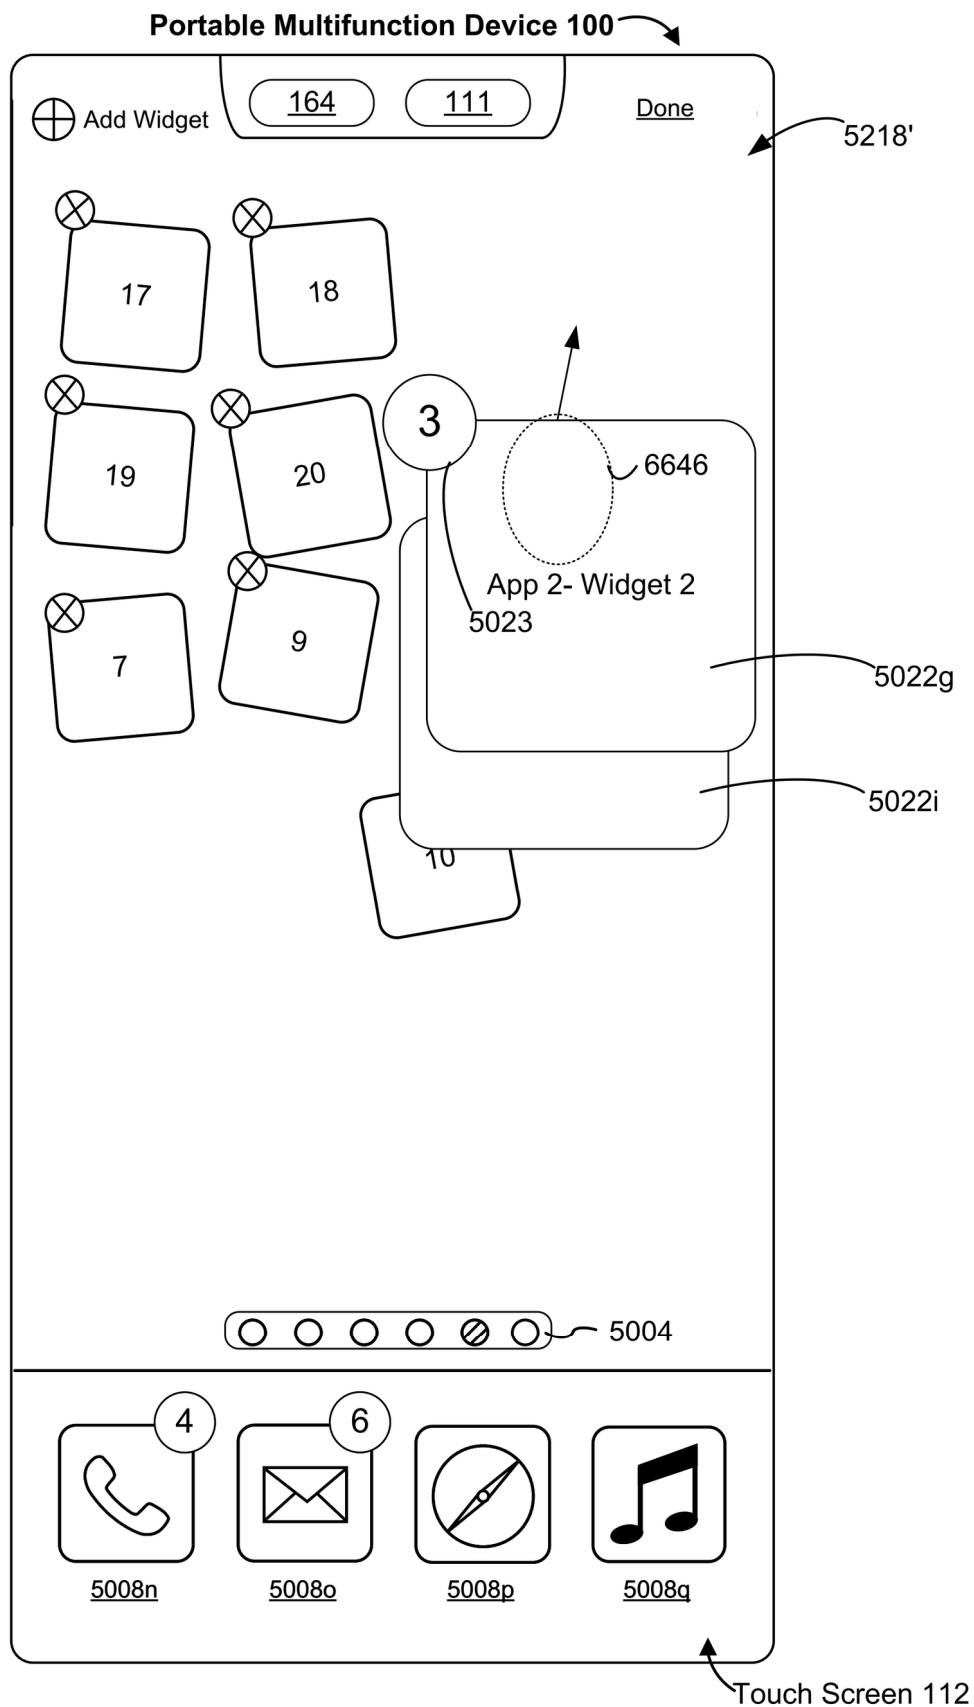 Portable Multifunction Device 100
Add Widget
164
111
Done
5218'
17
18
3
19
20
6646
App 2- Widget 2
5023
7
9
5022g
5022i
10
5004
4
6
5008n
5008o
5008p
5008q
Touch Screen 112